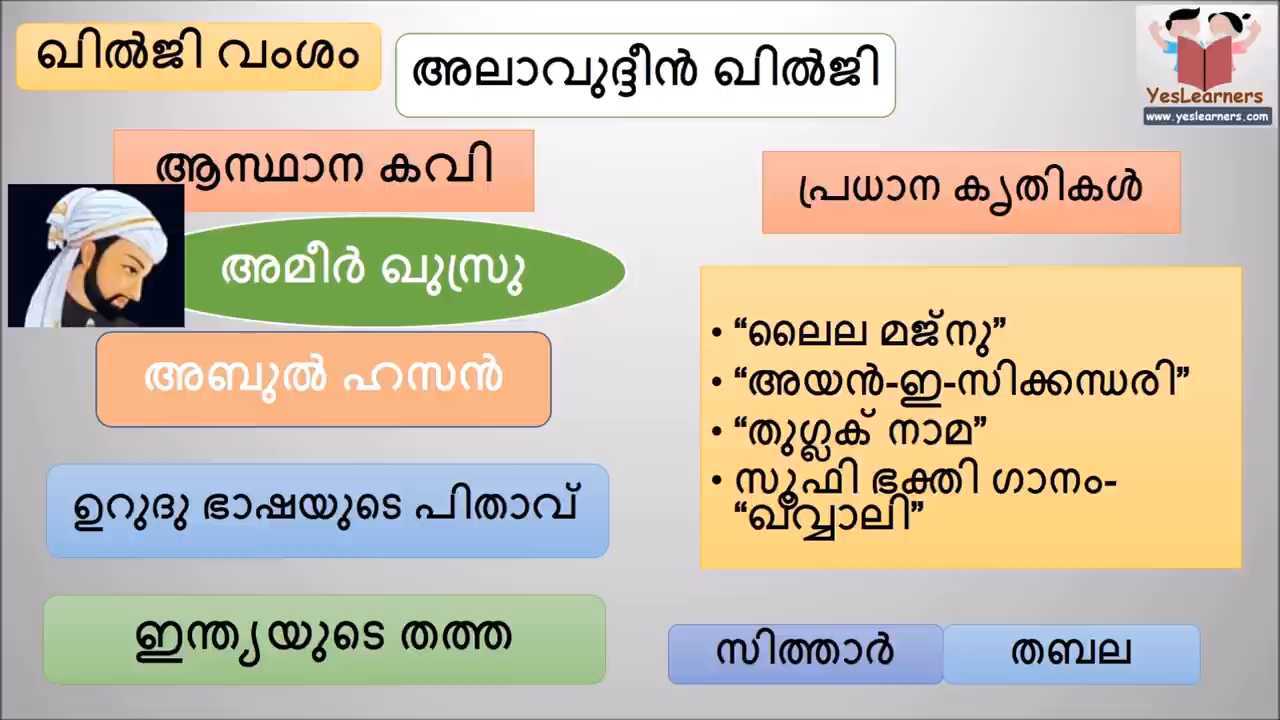 ഖിൽജി വംശം
അലാവുദ്ദീൻ ഖിൽജി
YesLearners
www.yeslearners.com
ആസ്ഥാന കവി
അമീർ ഖുസ്രു
അബുൽ ഹസൻ
ഉറുദു ഭാഷയുടെ പിതാവ്
ഇന്ത്യയുടെ തത്ത
പ്രധാന കൃതികൾ
• “ലൈല മജ്നു”
• “അയൻ-ഇ-സിക്കന്ധരി”
• “തുഗ്ലക് നാമ”
• സൂഫി ഭക്തി ഗാനം-
“ഖവ്വാലി”
സിത്താർ
തബല